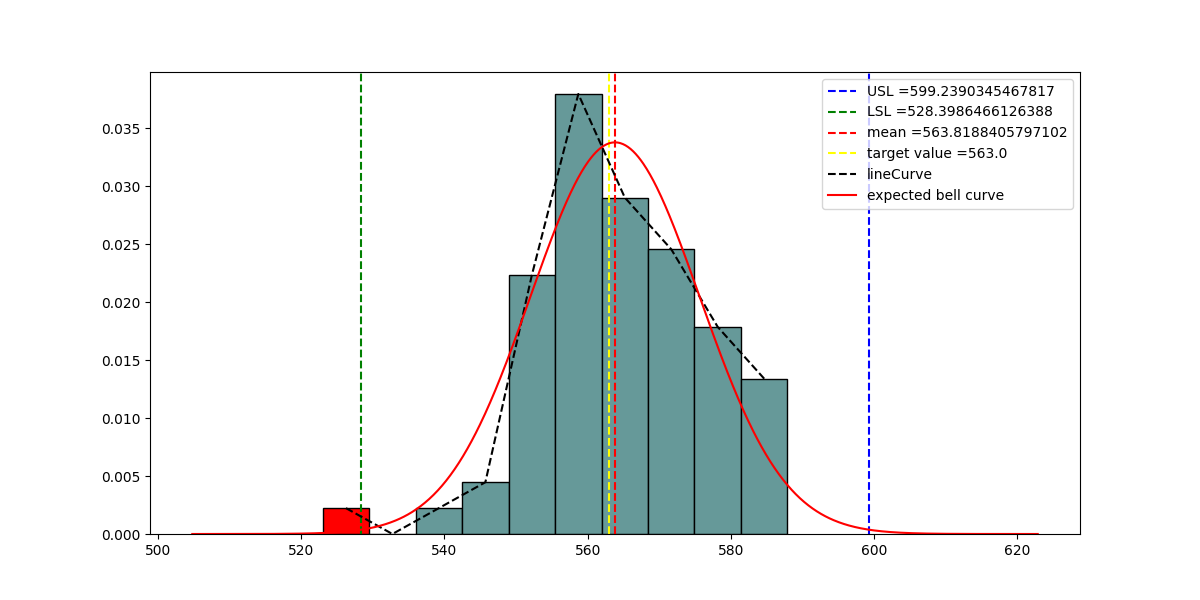 USL =599.2390345467817
LSL =528.3986466126388
mean =563.8188405797102
target value =563.0
lineCurve
expected bell curve
0.035
0.030
0.025
0.020
0.015
0.010
0.005
0.000
500 520 540 560 580 600 620